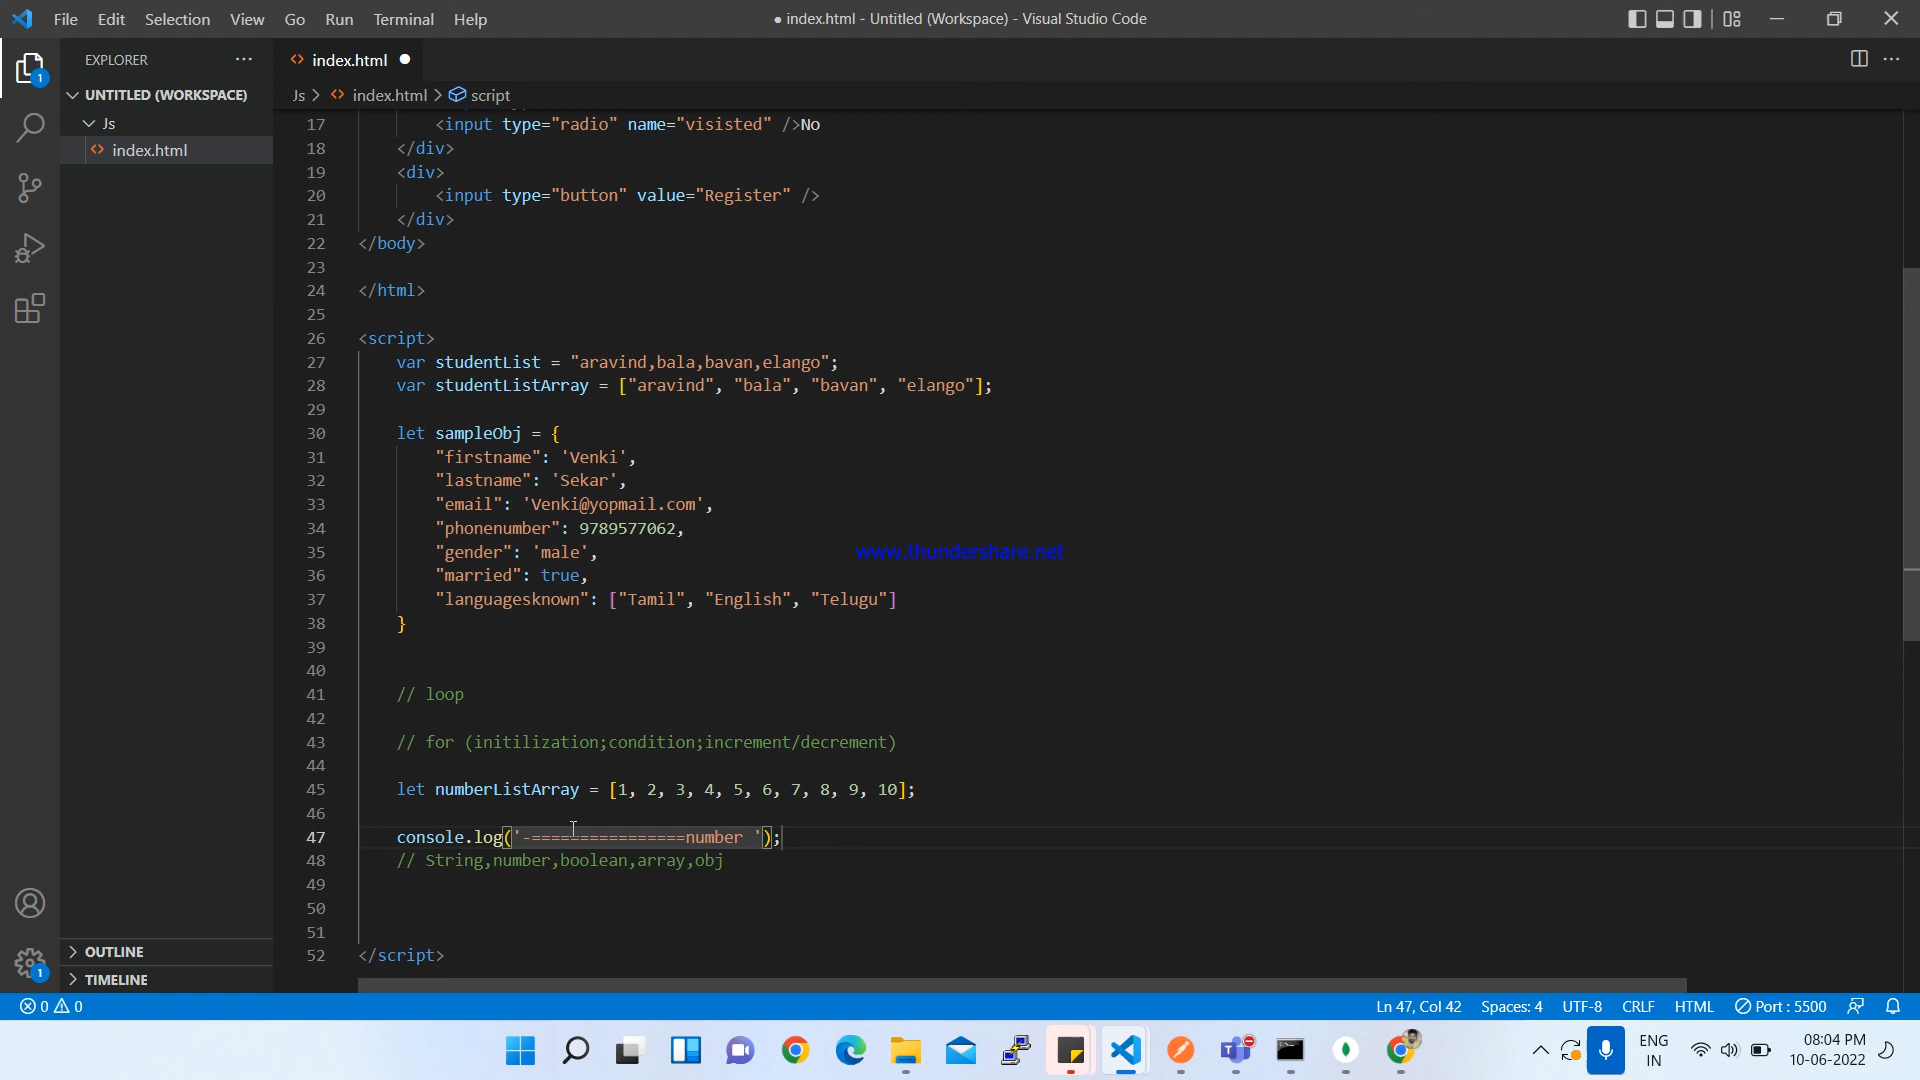 File Edit Selection View Go Run Terminal Help
● index.html - Untitled (Workspace) - Visual Studio Code
EXPLORER
index.html
UNTITLED (WORKSPACE)
Js > index.html > script
Js
index.html
17 <input type="radio" name="visisted" />No
18 </div>
19 <div>
20 <input type="button" value="Register" />
21 </div>
22 </body>
23
24 </html>
25
26 <script>
27 var studentList = "aravind,bala,bavan,elango";
28 var studentListArray = ["aravind", "bala", "bavan", "elango"];
29
30 let sampleObj = {
31 "firstname": 'Venki',
32 "lastname": 'Sekar',
33 "email": 'Venki@yopmail.com',
34 "phonenumber": 9789577062,
35 "gender": 'male',
www.thundershare.net
36 "married": true,
37 "languagesknown": ["Tamil", "English", "Telugu"]
38 }
39
40
41 // loop
42
43 // for (initilization;condition;increment/decrement)
44
45 let numberListArray = [1, 2, 3, 4, 5, 6, 7, 8, 9, 10];
46
47 console.log('-================number ');
48 // String,number,boolean,array,obj
49
50
51
52 </script>
OUTLINE
TIMELINE
1
1
0 0
Ln 47, Col 42 Spaces: 4 UTF-8 CRLF HTML Port : 5500
ENG
IN
08:04 PM
10-06-2022